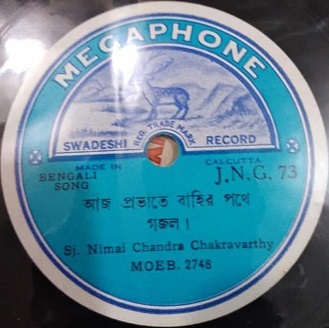 MEGAPHONE
SWADESHI REG. TRADE MARK RECORD
MADE IN CALCUTTA
BENGALI J.N.G. 73
SONG
আজ প্রভাতে বাহির পথে
গজল।
Sj. Nimai Chandra Chakravarthy
MOEB. 2748